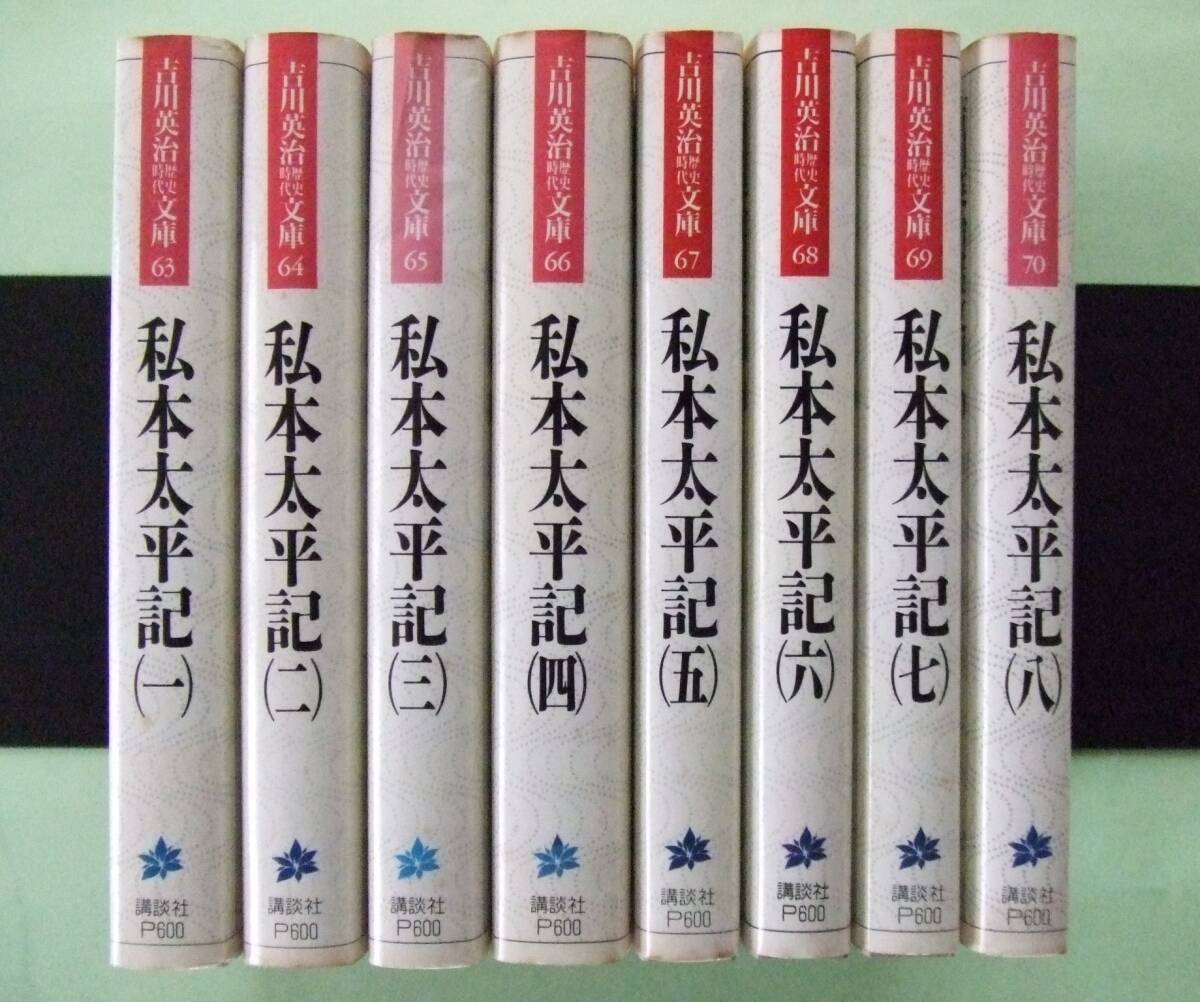 吉川英治歴史時代文庫
63
私本太平記(一)
講談社
P600
吉川英治歴史時代文庫
64
私本太平記(二)
講談社
P600
吉川英治歴史時代文庫
65
私本太平記(三)
講談社
P600
吉川英治歴史時代文庫
66
私本太平記(四)
講談社
P600
吉川英治歴史時代文庫
67
私本太平記(五)
講談社
P600
吉川英治歴史時代文庫
68
私本太平記(六)
講談社
P600
吉川英治歴史時代文庫
69
私本太平記(七)
講談社
P600
吉川英治歴史時代文庫
70
私本太平記(八)
講談社
P600